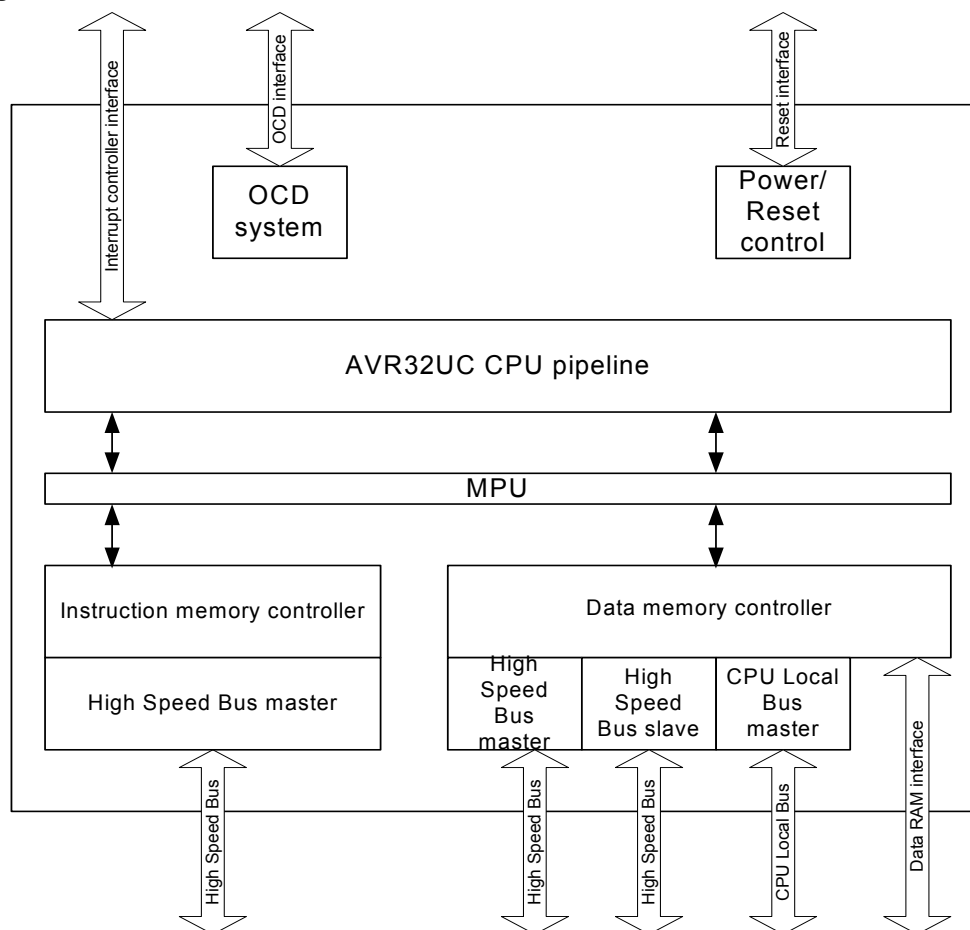 Interrupt controller interface
OCD interface
Reset interface
OCD
system
Power/
Reset
control
AVR32UC CPU pipeline
MPU
Instruction memory controller
Data memory controller
High Speed Bus master
High
Speed
Bus
master
High
Speed
Bus slave
CPU Local
Bus
master
High Speed Bus
High Speed Bus
High Speed Bus
CPU Local Bus
Data RAM interface